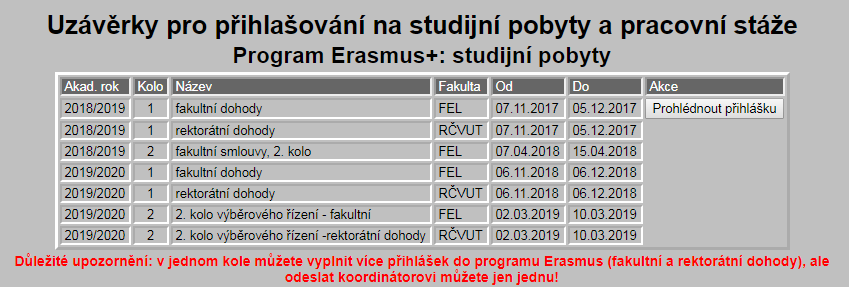 Uzávěrky pro přihlašování na studijní pobyty a pracovní stáže
Program Erasmus+: studijní pobyty
Akad. rok Kolo Název Fakulta Od Do Akce
2018/2019 1 fakultní dohody FEL 07.11.2017 05.12.2017 Prohlédnout přihlášku
2018/2019 1 rektorátní dohody RČVUT 07.11.2017 05.12.2017
2018/2019 2 fakultní smlouvy, 2. kolo FEL 07.04.2018 15.04.2018
2019/2020 1 fakultní dohody FEL 06.11.2018 06.12.2018
2019/2020 1 rektorátní dohody RČVUT 06.11.2018 06.12.2018
2019/2020 2 2. kolo výběrového řízení - fakultní FEL 02.03.2019 10.03.2019
2019/2020 2 2. kolo výběrového řízení -rektorátní dohody RČVUT 02.03.2019 10.03.2019
Důležité upozornění: v jednom kole můžete vyplnit více přihlášek do programu Erasmus (fakultní a rektorátní dohody), ale
odeslat koordinátorovi můžete jen jednu!